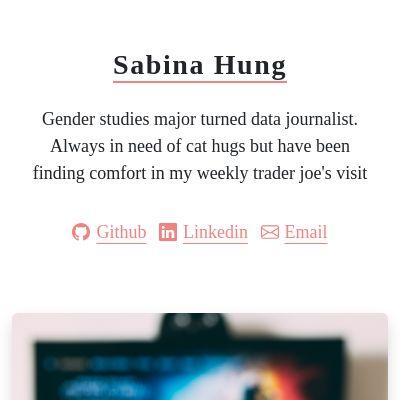 Sabina Hung
Gender studies major turned data journalist.
Always in need of cat hugs but have been
finding comfort in my weekly trader joe's visit
Github Linkedin Email